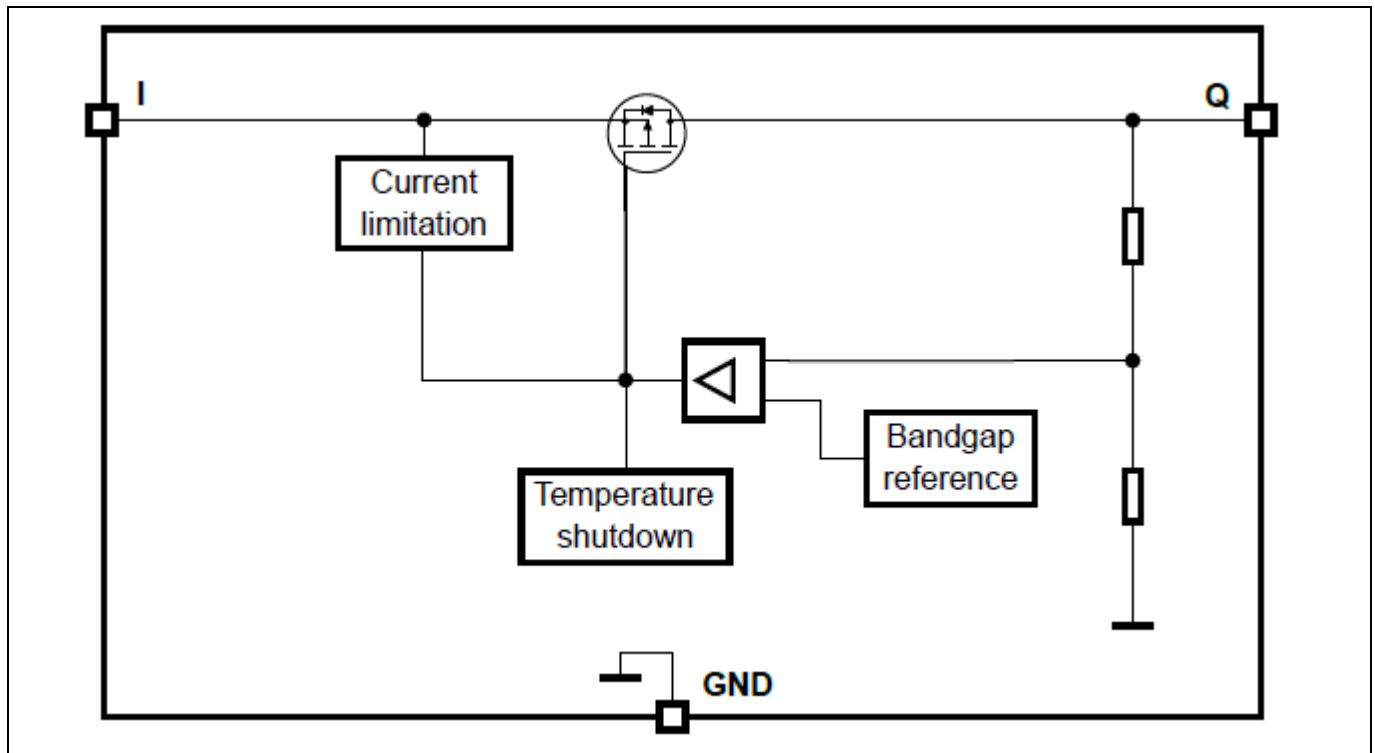 I
Q
Current
limitation
Bandgap
reference
Temperature
shutdown
GND